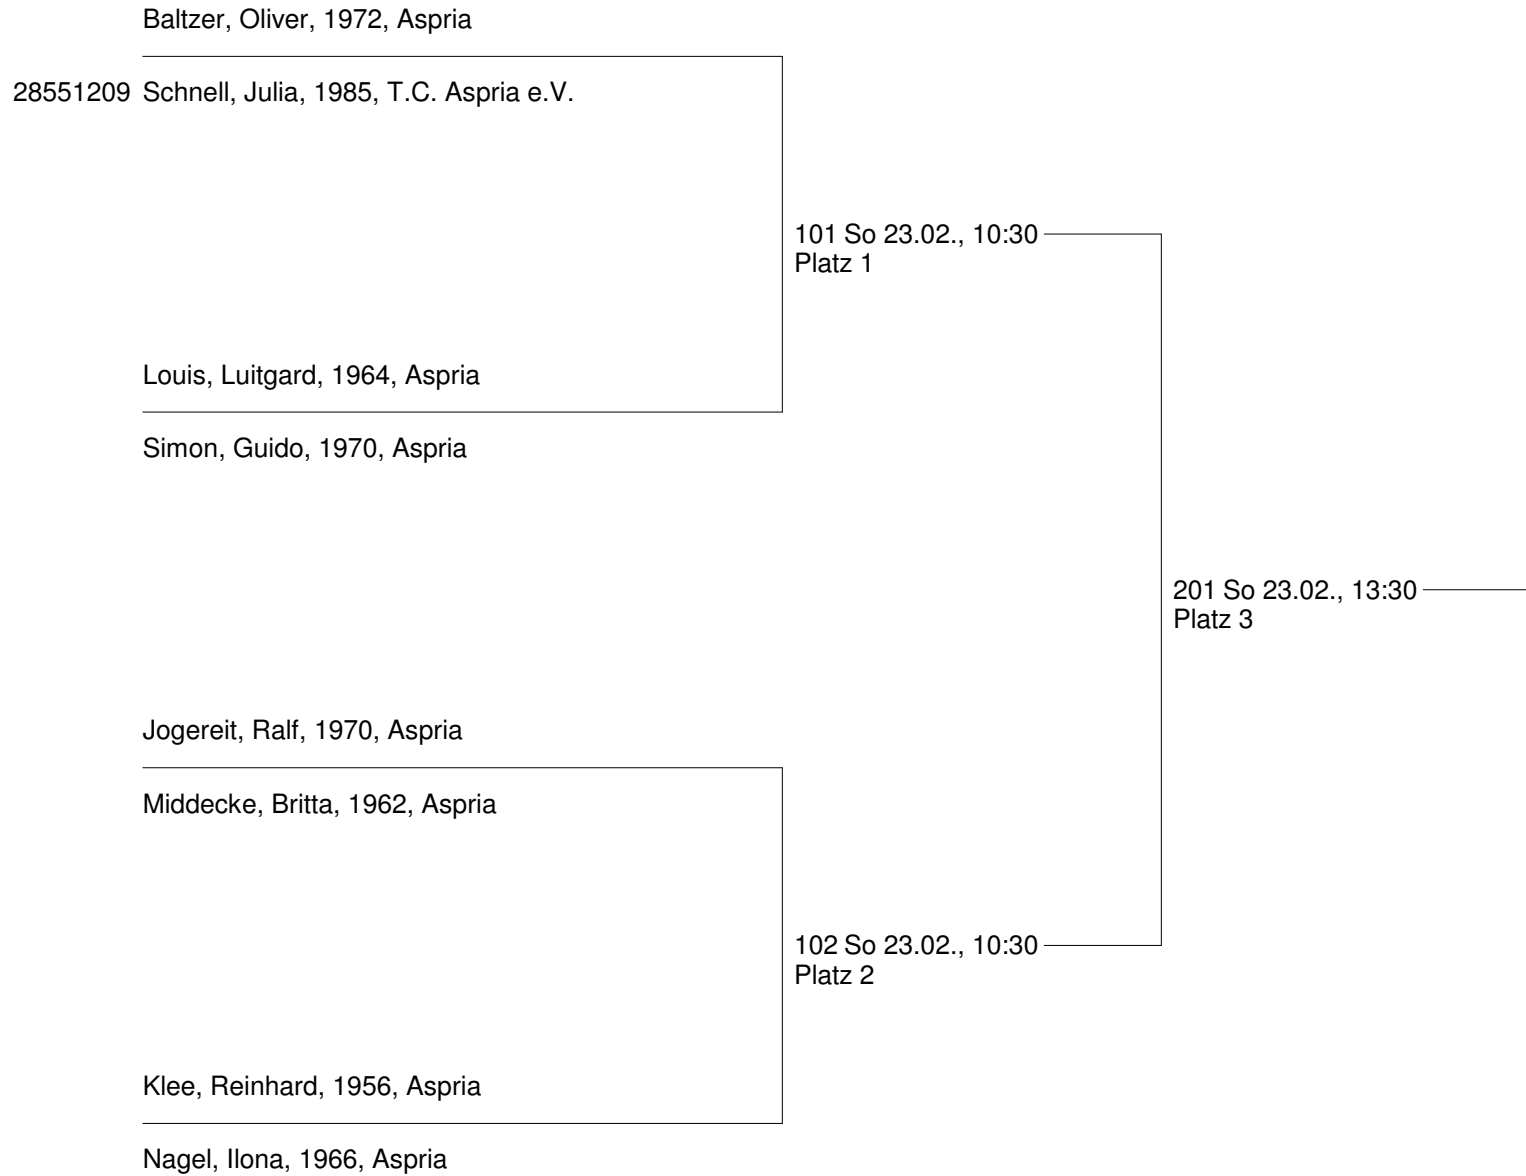 Baltzer, Oliver, 1972, Aspria
28551209 Schnell, Julia, 1985, T.C. Aspria e.V.
101 So 23.02., 10:30
Platz 1
Louis, Luitgard, 1964, Aspria
Simon, Guido, 1970, Aspria
201 So 23.02., 13:30
Platz 3
Jogereit, Ralf, 1970, Aspria
Middecke, Britta, 1962, Aspria
102 So 23.02., 10:30
Platz 2
Klee, Reinhard, 1956, Aspria
Nagel, Ilona, 1966, Aspria